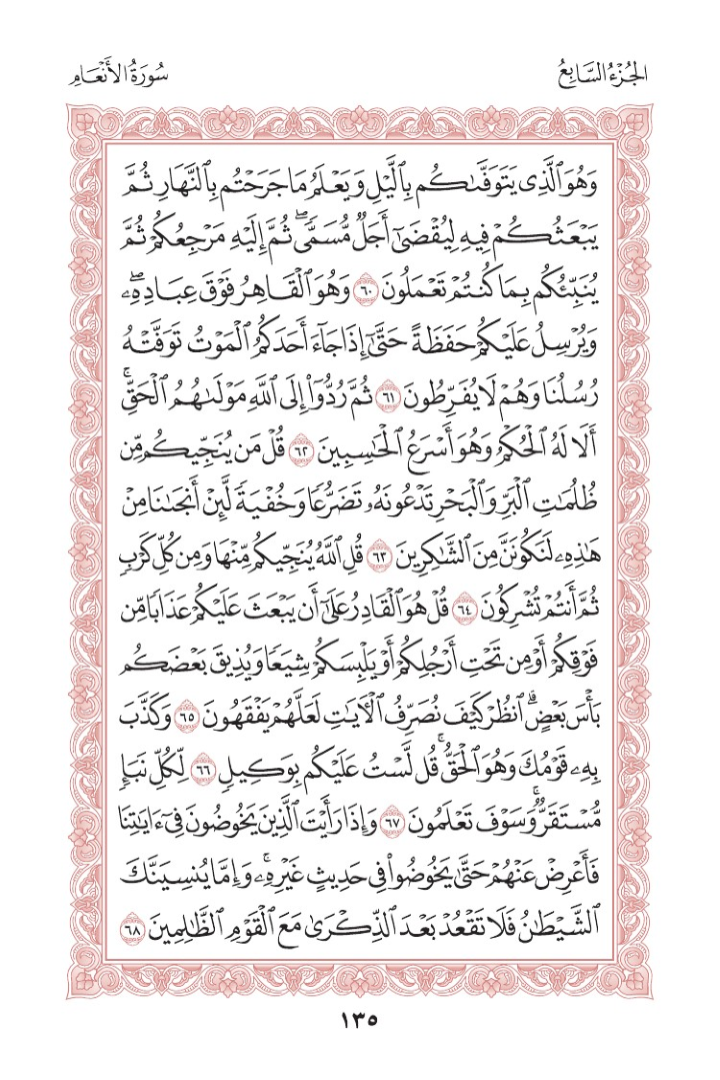 الجُزْءُ السَّابِعُ
سُورَةُ الأَنْعَامِ
وَهُوَ ٱلَّذِى يَتَوَفَّىٰكُم بِٱلَّيْلِ وَيَعْلَمُ مَا جَرَحْتُم بِٱلنَّهَارِ ثُمَّ
يَبْعَثُكُمْ فِيهِ لِيُقْضَىٰٓ أَجَلٌ مُّسَمًّى ۖ ثُمَّ إِلَيْهِ مَرْجِعُكُمْ ثُمَّ
يُنَبِّئُكُم بِمَا كُنتُمْ تَعْمَلُونَ ٦٠ وَهُوَ ٱلْقَاهِرُ فَوْقَ عِبَادِهِۦ ۖ
وَيُرْسِلُ عَلَيْكُمْ حَفَظَةً حَتَّىٰٓ إِذَا جَآءَ أَحَدَكُمُ ٱلْمَوْتُ تَوَفَّتْهُ
رُسُلُنَا وَهُمْ لَا يُفَرِّطُونَ ٦١ ثُمَّ رُدُّوٓا۟ إِلَى ٱللَّهِ مَوْلَىٰهُمُ ٱلْحَقِّ ۚ
أَلَا لَهُ ٱلْحُكْمُ وَهُوَ أَسْرَعُ ٱلْحَٰسِبِينَ ٦٢ قُلْ مَن يُنَجِّيكُم مِّن
ظُلُمَٰتِ ٱلْبَرِّ وَٱلْبَحْرِ تَدْعُونَهُۥ تَضَرُّعًا وَخُفْيَةً لَّئِنْ أَنجَىٰنَا مِنْ
هَٰذِهِۦ لَنَكُونَنَّ مِنَ ٱلشَّٰكِرِينَ ٦٣ قُلِ ٱللَّهُ يُنَجِّيكُم مِّنْهَا وَمِن كُلِّ كَرْبٍ
ثُمَّ أَنتُمْ تُشْرِكُونَ ٦٤ قُلْ هُوَ ٱلْقَادِرُ عَلَىٰٓ أَن يَبْعَثَ عَلَيْكُمْ عَذَابًا مِّن
فَوْقِكُمْ أَوْ مِن تَحْتِ أَرْجُلِكُمْ أَوْ يَلْبِسَكُمْ شِيَعًا وَيُذِيقَ بَعْضَكُم
بَأْسَ بَعْضٍ ۗ ٱنظُرْ كَيْفَ نُصَرِّفُ ٱلْءَايَٰتِ لَعَلَّهُمْ يَفْقَهُونَ ٦٥ وَكَذَّبَ
بِهِۦ قَوْمُكَ وَهُوَ ٱلْحَقُّ ۚ قُل لَّسْتُ عَلَيْكُم بِوَكِيلٍ ٦٦ لِّكُلِّ نَبَإٍ
مُّسْتَقَرٌّ ۚ وَسَوْفَ تَعْلَمُونَ ٦٧ وَإِذَا رَأَيْتَ ٱلَّذِينَ يَخُوضُونَ فِىٓ ءَايَٰتِنَا
فَأَعْرِضْ عَنْهُمْ حَتَّىٰ يَخُوضُوا۟ فِى حَدِيثٍ غَيْرِهِۦ ۚ وَإِمَّا يُنسِيَنَّكَ
ٱلشَّيْطَٰنُ فَلَا تَقْعُدْ بَعْدَ ٱلذِّكْرَىٰ مَعَ ٱلْقَوْمِ ٱلظَّٰلِمِينَ ٦٨
١٣٥